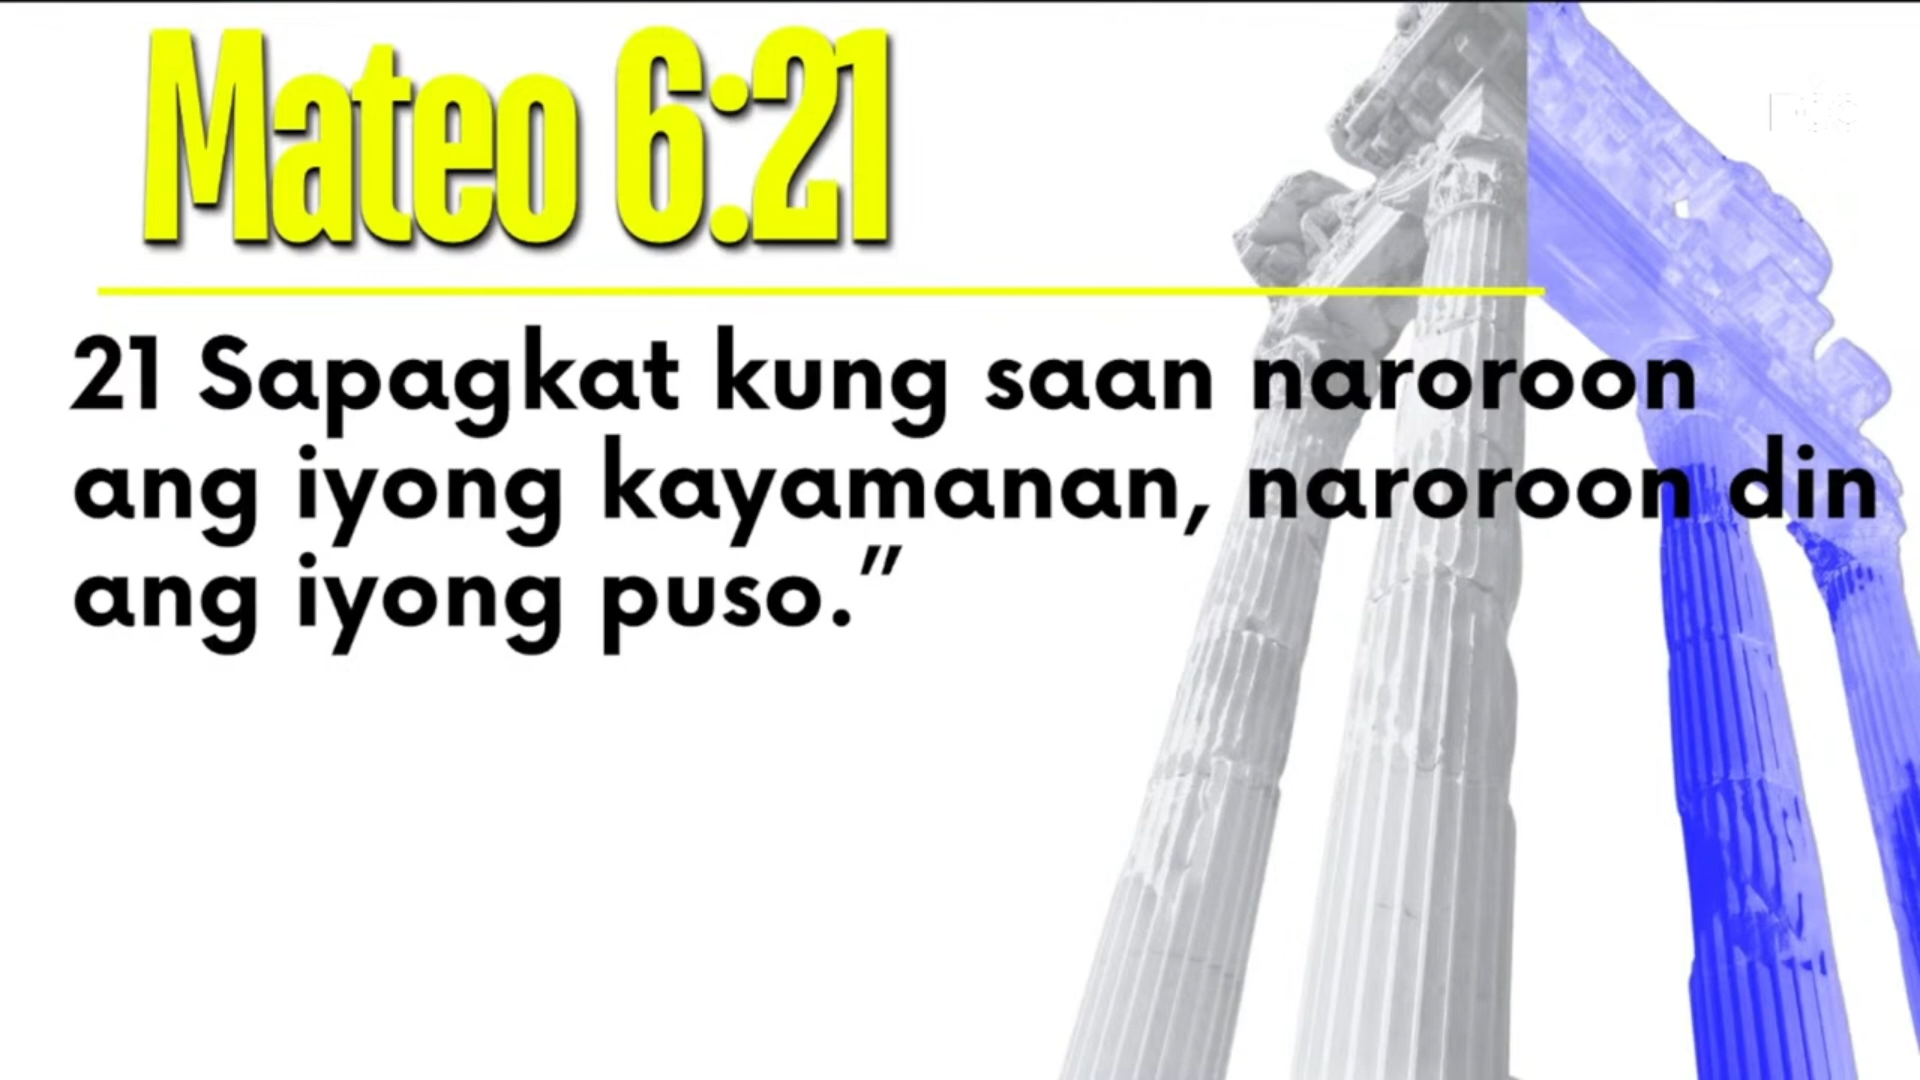 Mateo 6:21
21 Sapagkat kung saan naroroon
ang iyong kayamanan, naroroon din
ang iyong puso.”